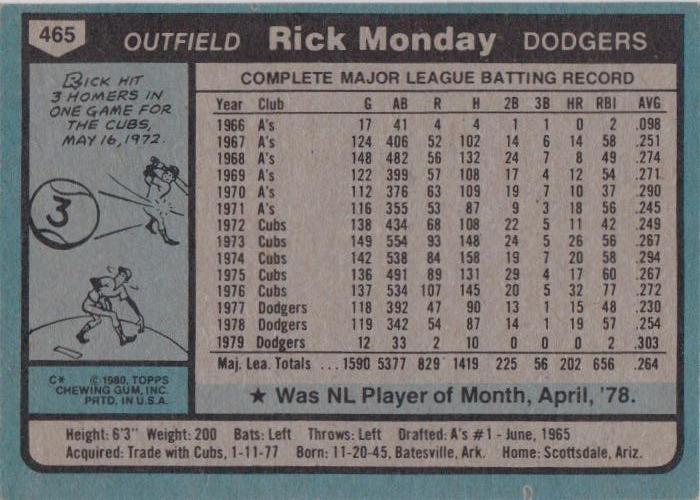 465 OUTFIELD Rick Monday DODGERS
RICK HIT
3 HOMERS IN
ONE GAME FOR
THE CUBS,
MAY 16, 1972.
3
C* © 1980, TOPPS
CHEWING GUM, INC.
PRTD. IN U.S.A.
COMPLETE MAJOR LEAGUE BATTING RECORD
Year Club G AB R H 2B 3B HR RBI AVG
1966 A's 17 41 4 4 1 1 0 2 .098
1967 A's 124 406 52 102 14 6 14 58 .251
1968 A's 148 482 56 132 24 7 8 49 .274
1969 A's 122 399 57 108 17 4 12 54 .271
1970 A's 112 376 63 109 19 7 10 37 .290
1971 A's 116 355 53 87 9 3 18 56 .245
1972 Cubs 138 434 68 108 22 5 11 42 .249
1973 Cubs 149 554 93 148 24 5 26 56 .267
1974 Cubs 142 538 84 158 19 7 20 58 .294
1975 Cubs 136 491 89 131 29 4 17 60 .267
1976 Cubs 137 534 107 145 20 5 32 77 .272
1977 Dodgers 118 392 47 90 13 1 15 48 .230
1978 Dodgers 119 342 54 87 14 1 19 57 .254
1979 Dodgers 12 33 2 10 0 0 0 2 .303
Maj. Lea. Totals ... 1590 5377 829 1419 225 56 202 656 .264
★ Was NL Player of Month, April, '78.
Height: 6'3" Weight: 200 Bats: Left Throws: Left Drafted: A's #1 - June, 1965
Acquired: Trade with Cubs, 1-11-77 Born: 11-20-45, Batesville, Ark. Home: Scottsdale, Ariz.